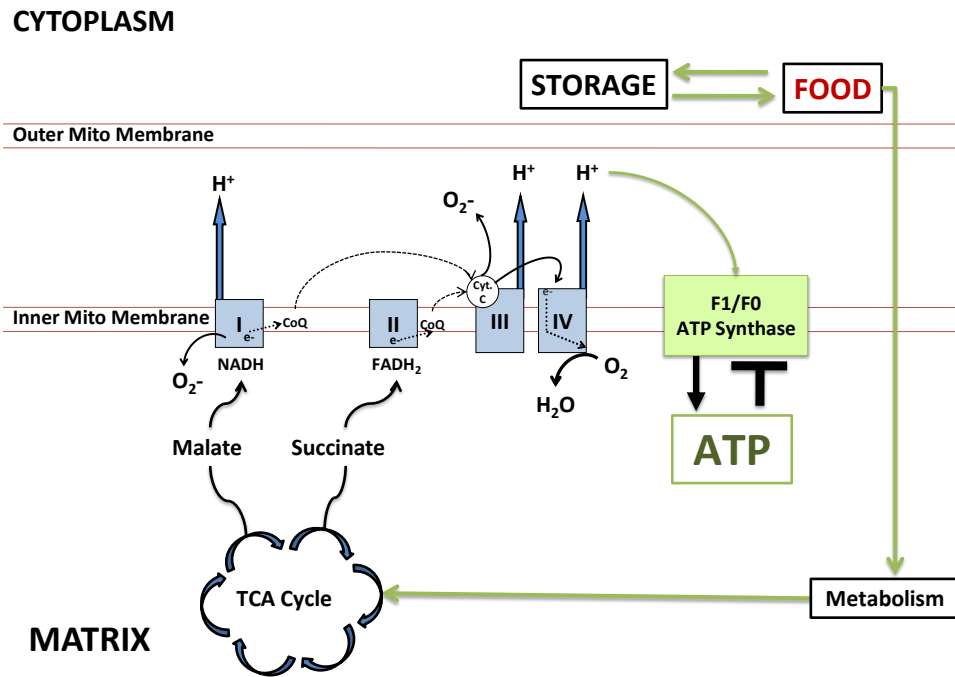 CYTOPLASM
STORAGE
FOOD
Outer Mito Membrane
H⁺
H⁺
H⁺
O₂-
Cyt.
C
Inner Mito Membrane
I
e-
CoQ
II
e-
CoQ
III
e-
IV
F1/F0
ATP Synthase
NADH
FADH₂
O₂-
O₂
H₂O
ATP
Malate
Succinate
TCA Cycle
Metabolism
MATRIX